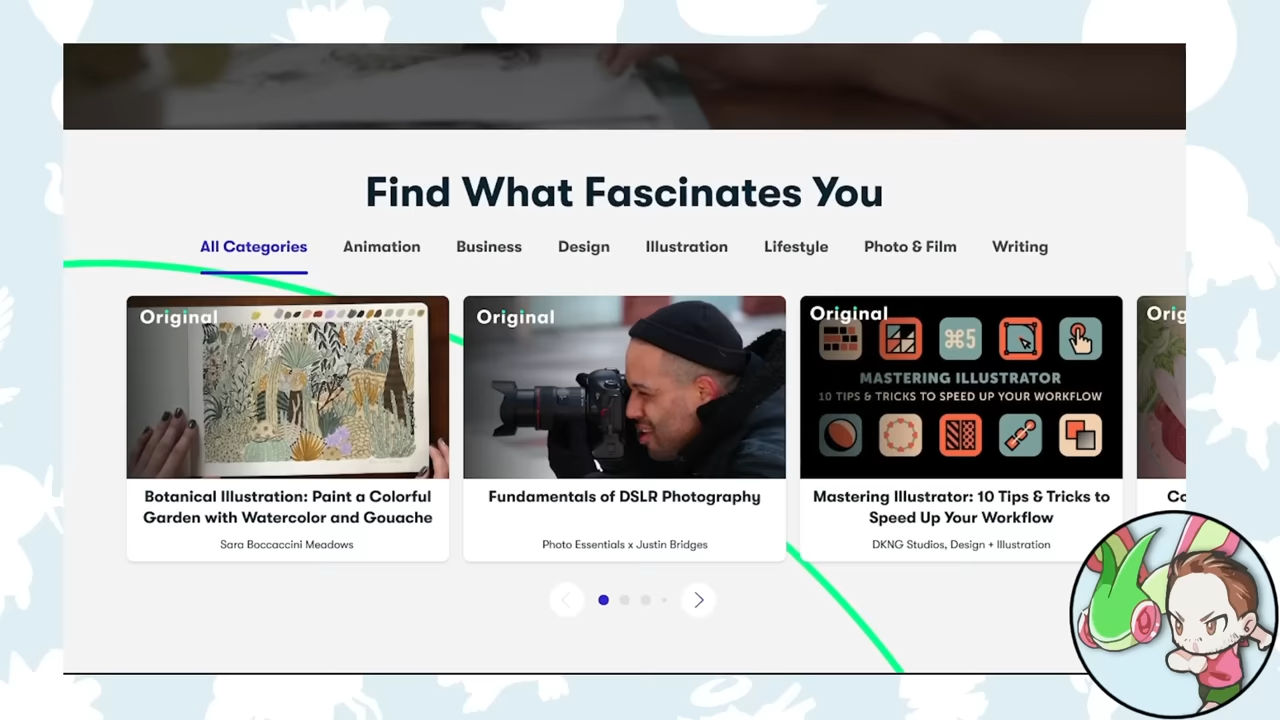 Find What Fascinates You
All Categories Animation Business Design Illustration Lifestyle Photo & Film Writing
Original
Botanical Illustration: Paint a Colorful
Garden with Watercolor and Gouache
Sara Boccaccini Meadows
Original
Fundamentals of DSLR Photography
Photo Essentials x Justin Bridges
Original
⌘5
MASTERING ILLUSTRATOR
10 TIPS & TRICKS TO SPEED UP YOUR WORKFLOW
Mastering Illustrator: 10 Tips & Tricks to
Speed Up Your Workflow
DKNG Studios, Design + Illustration
Orig
Co